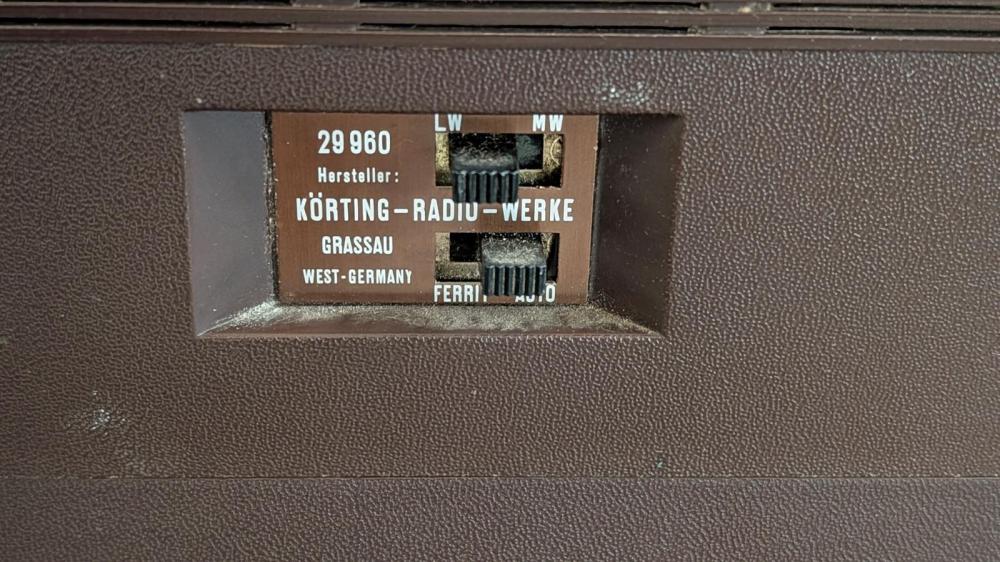 LW MW
29 960
Hersteller:
KÖRTING-RADIO-WERKE
GRASSAU
WEST-GERMANY
FERRIT AUTO